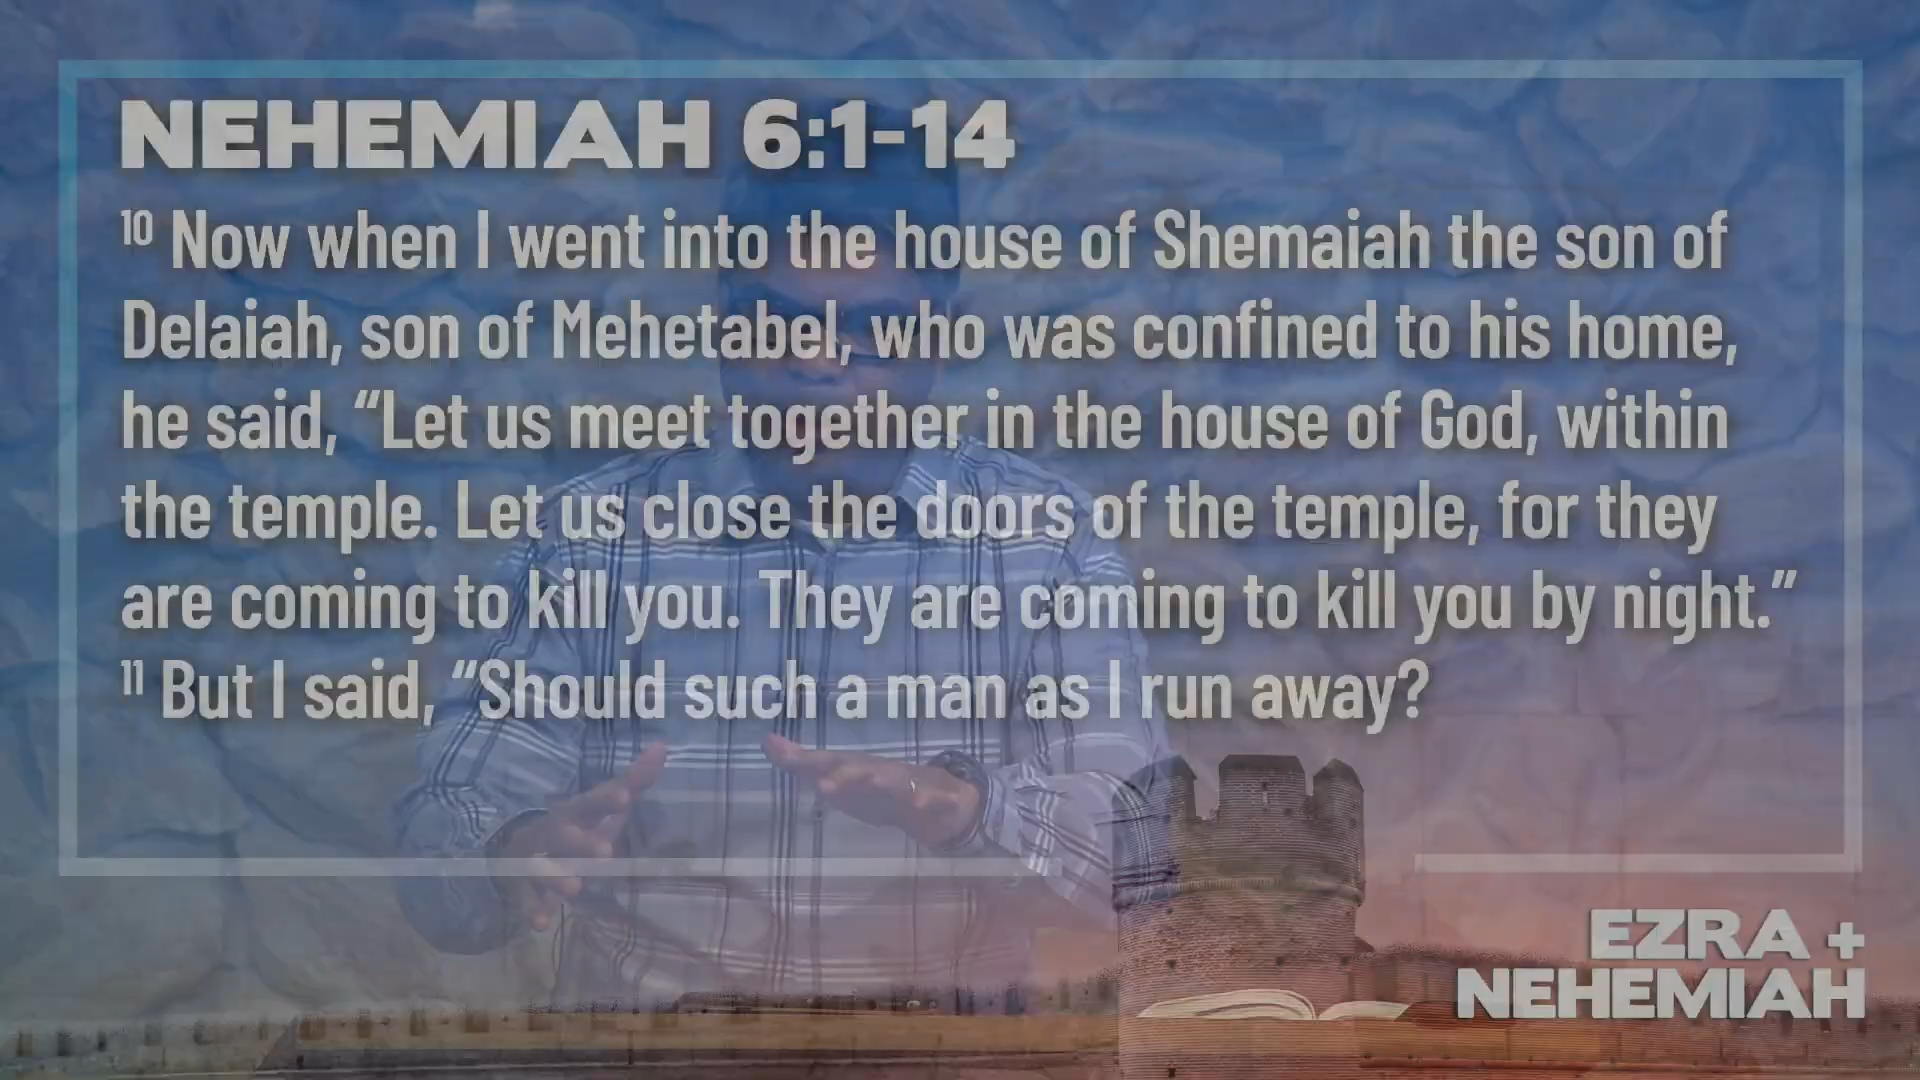 NEHEMIAH 6:1-14
¹⁰ Now when I went into the house of Shemaiah the son of
Delaiah, son of Mehetabel, who was confined to his home,
he said, “Let us meet together in the house of God, within
the temple. Let us close the doors of the temple, for they
are coming to kill you. They are coming to kill you by night.”
¹¹ But I said, “Should such a man as I run away?
EZRA +
NEHEMIAH